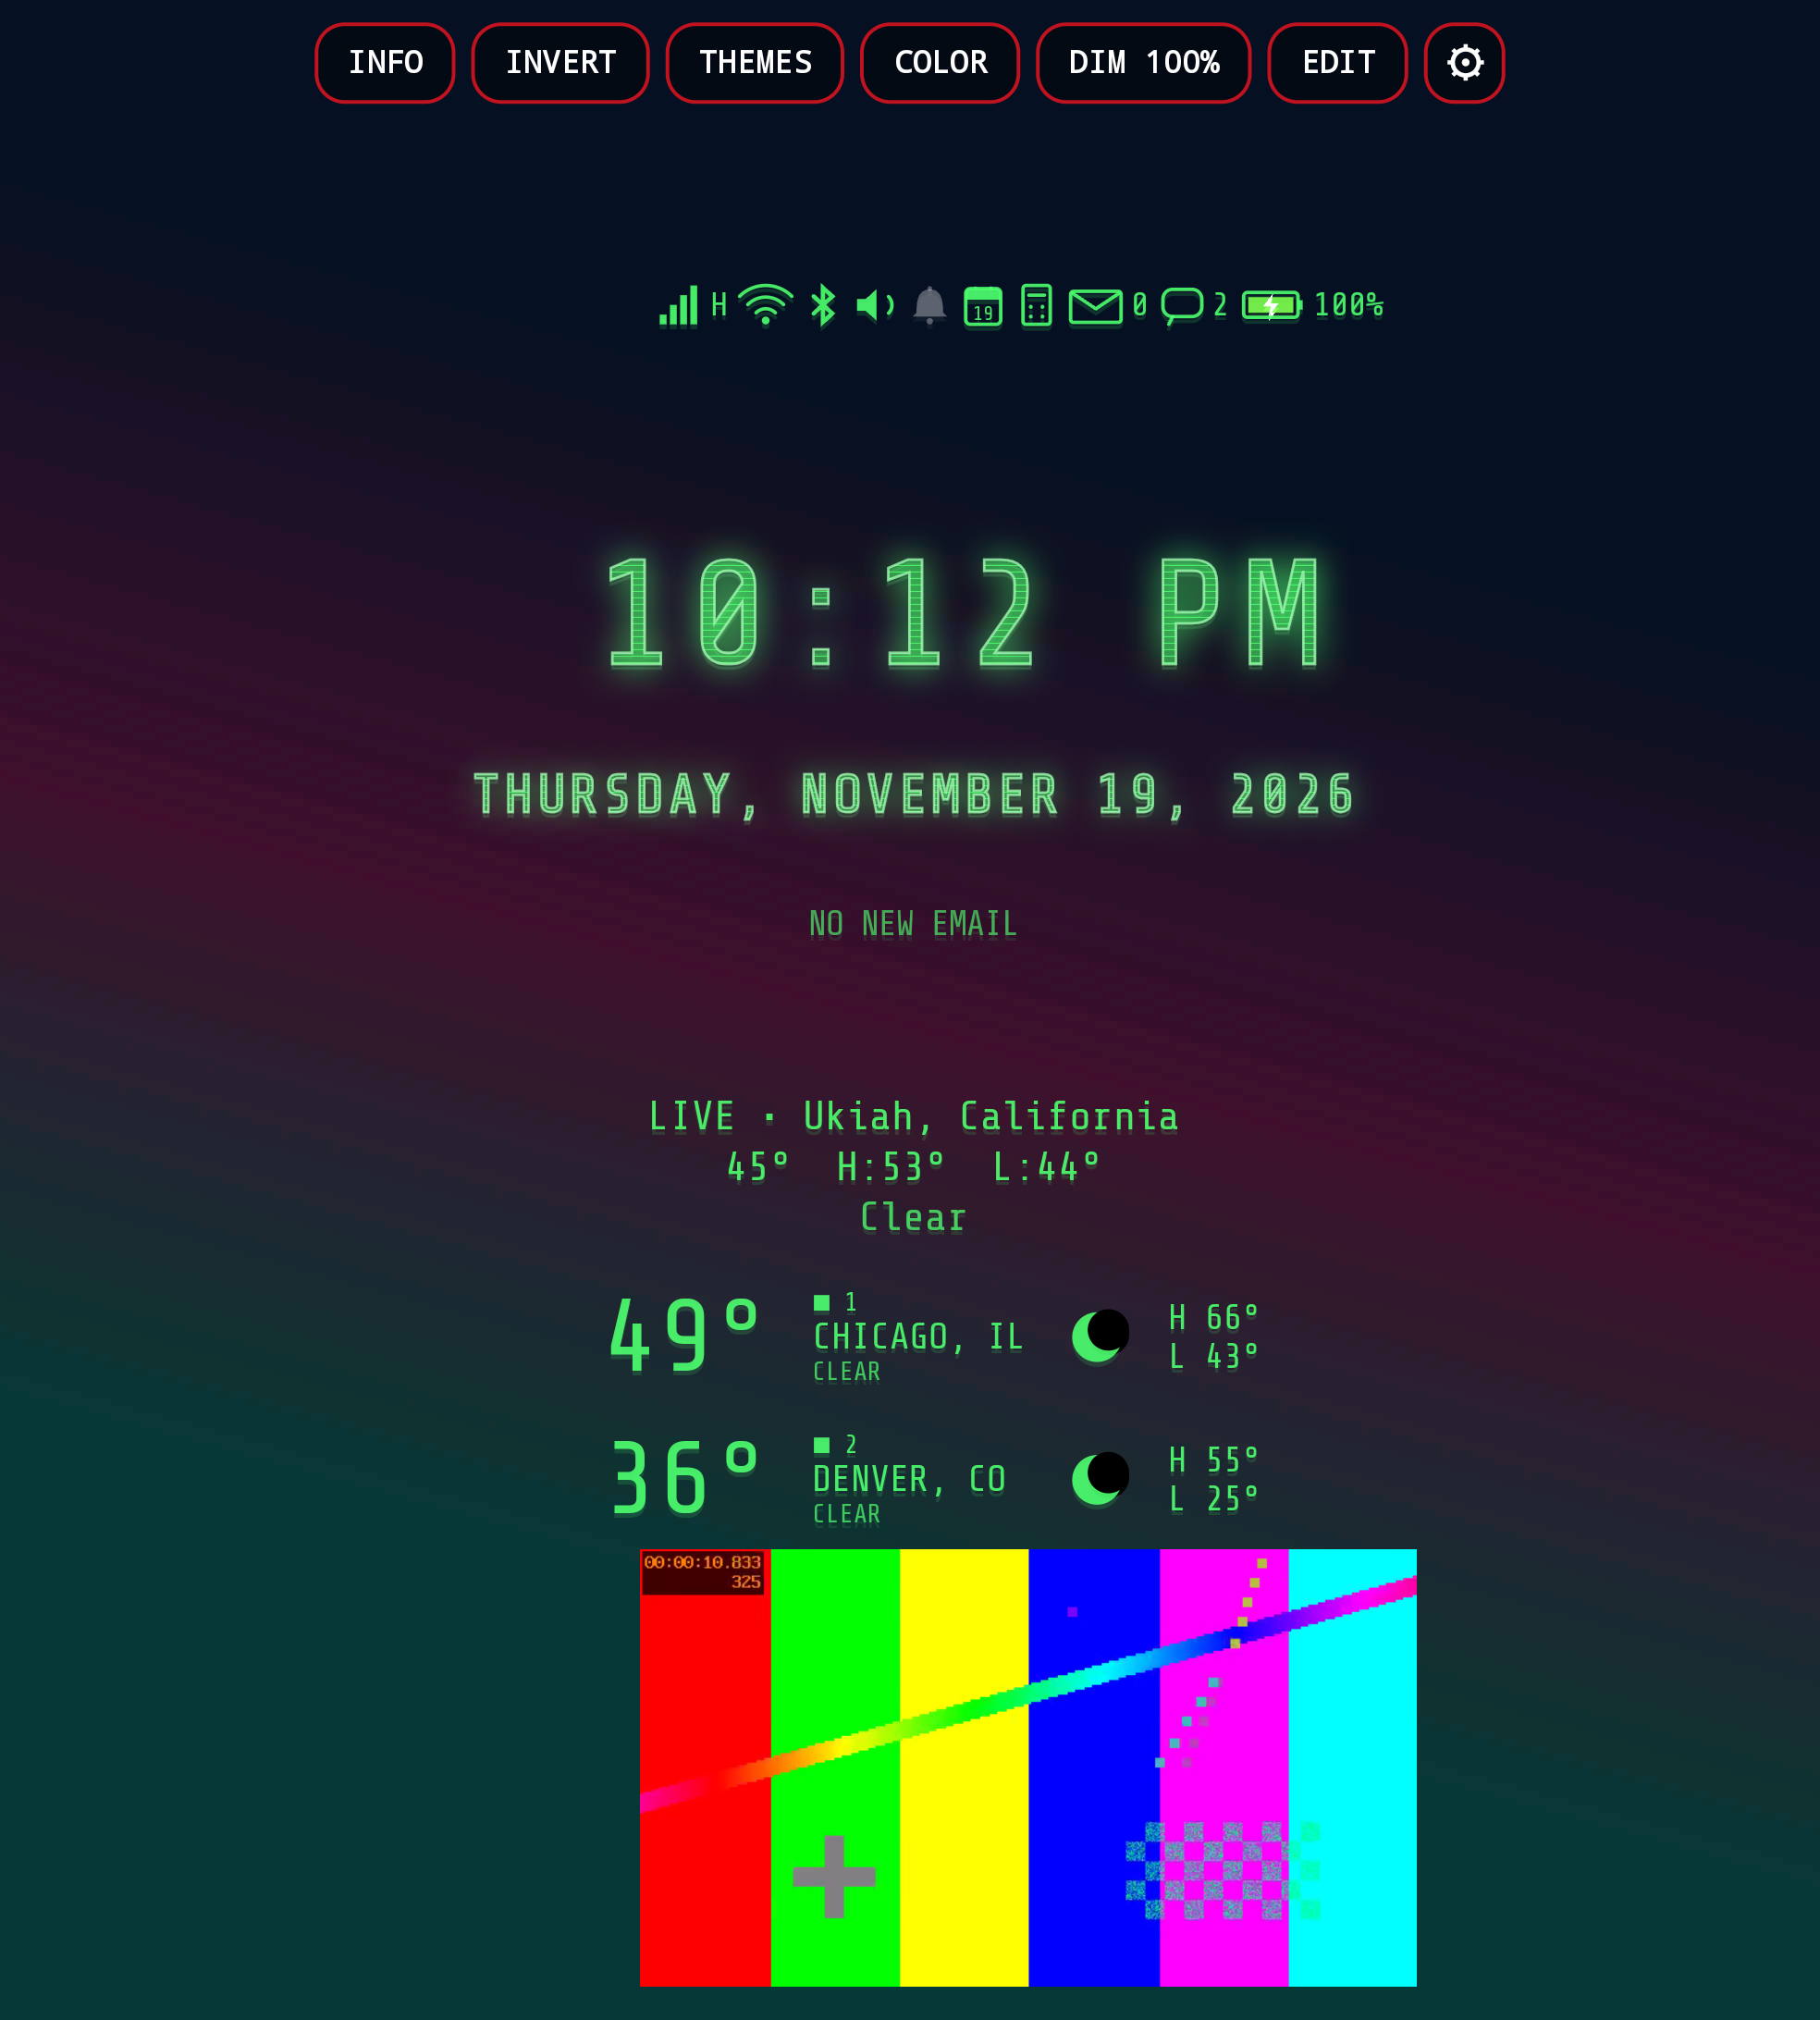 INFO INVERT THEMES COLOR DIM 100% EDIT
H 19 0 2 100%
10:12 PM
THURSDAY, NOVEMBER 19, 2026
NO NEW EMAIL
LIVE · Ukiah, California
45° H:53° L:44°
Clear
49°
1
CHICAGO, IL
CLEAR
H 66°
L 43°
36°
2
DENVER, CO
CLEAR
H 55°
L 25°
00:00:10.833
325